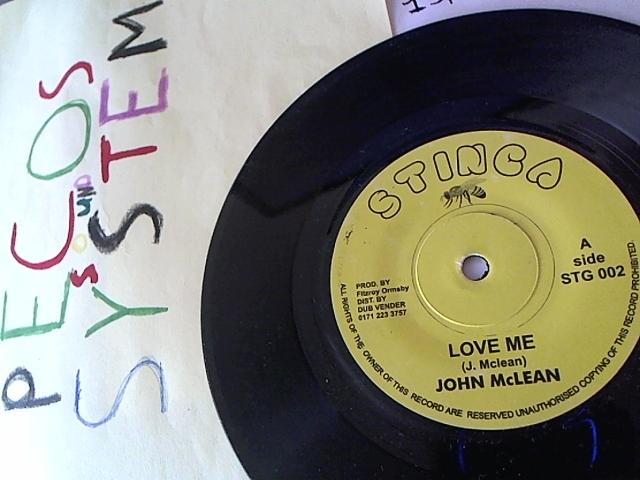 PECOS
SOUND
SYSTEM
STINGA
A
side
STG 002
PROD. BY
Fitzroy Ormsby
DIST. BY
DUB VENDER
0171 223 3757
LOVE ME
(J. Mclean)
JOHN McLEAN
ALL RIGHTS OF THE OWNER OF THIS RECORD ARE RESERVED UNAUTHORISED COPYING OF THIS RECORD PROHIBITED